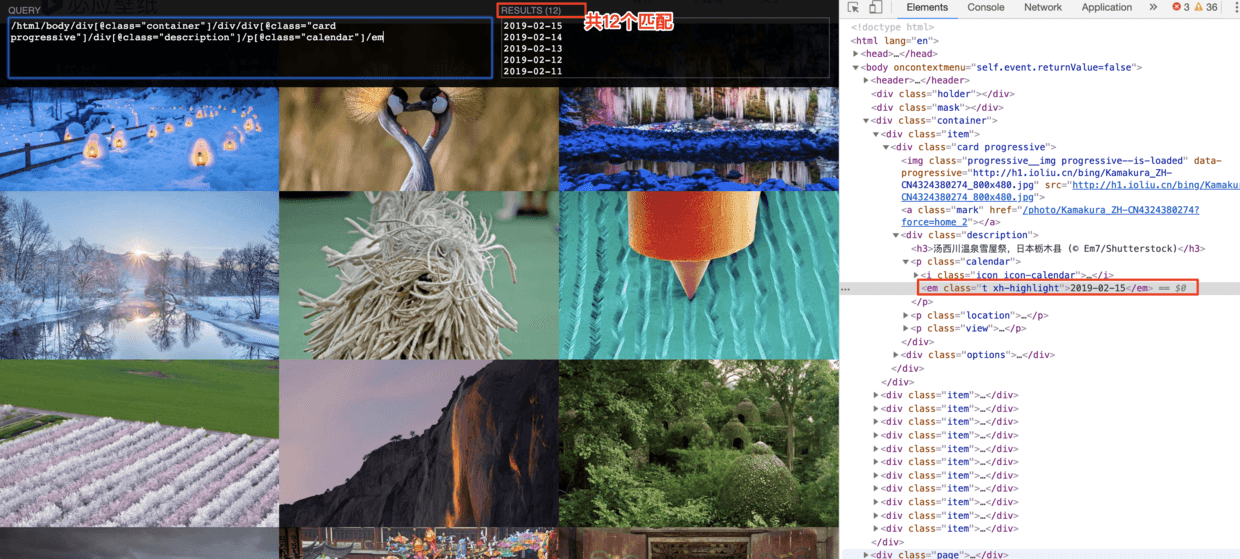 QUERY
/html/body/div[@class="container"]/div/div[@class="card
progressive"]/div[@class="description"]/p[@class="calendar"]/em
RESULTS (12)
共12个匹配
2019-02-15
2019-02-14
2019-02-13
2019-02-12
2019-02-11
必应壁纸
Elements Console Network Application » 3 36
<!doctype html>
<html lang="en">
<head>…</head>
<body oncontextmenu="self.event.returnValue=false">
<header>…</header>
<div class="holder"></div>
<div class="mask"></div>
<div class="container">
<div class="item">
<div class="card progressive">
<img class="progressive__img progressive--is-loaded" data-
progressive="http://h1.ioliu.cn/bing/Kamakura_ZH-
CN4324380274_800x480.jpg" src="http://h1.ioliu.cn/bing/Kamakura_ZH-
CN4324380274_800x480.jpg">
<a class="mark" href="/photo/Kamakura_ZH-CN4324380274?
force=home_2"></a>
<div class="description">
<h3>汤西川温泉雪屋祭，日本栃木县 (© Em7/Shutterstock)</h3>
<p class="calendar">
<i class="icon icon-calendar">…</i>
<em class="t xh-highlight">2019-02-15</em> == $0
</p>
<p class="location">…</p>
<p class="view">…</p>
</div>
<div class="options">…</div>
</div>
</div>
<div class="item">…</div>
<div class="item">…</div>
<div class="item">…</div>
<div class="item">…</div>
<div class="item">…</div>
<div class="item">…</div>
<div class="item">…</div>
<div class="item">…</div>
<div class="item">…</div>
<div class="item">…</div>
<div class="item">…</div>
</div>
<div class="page">…</div>